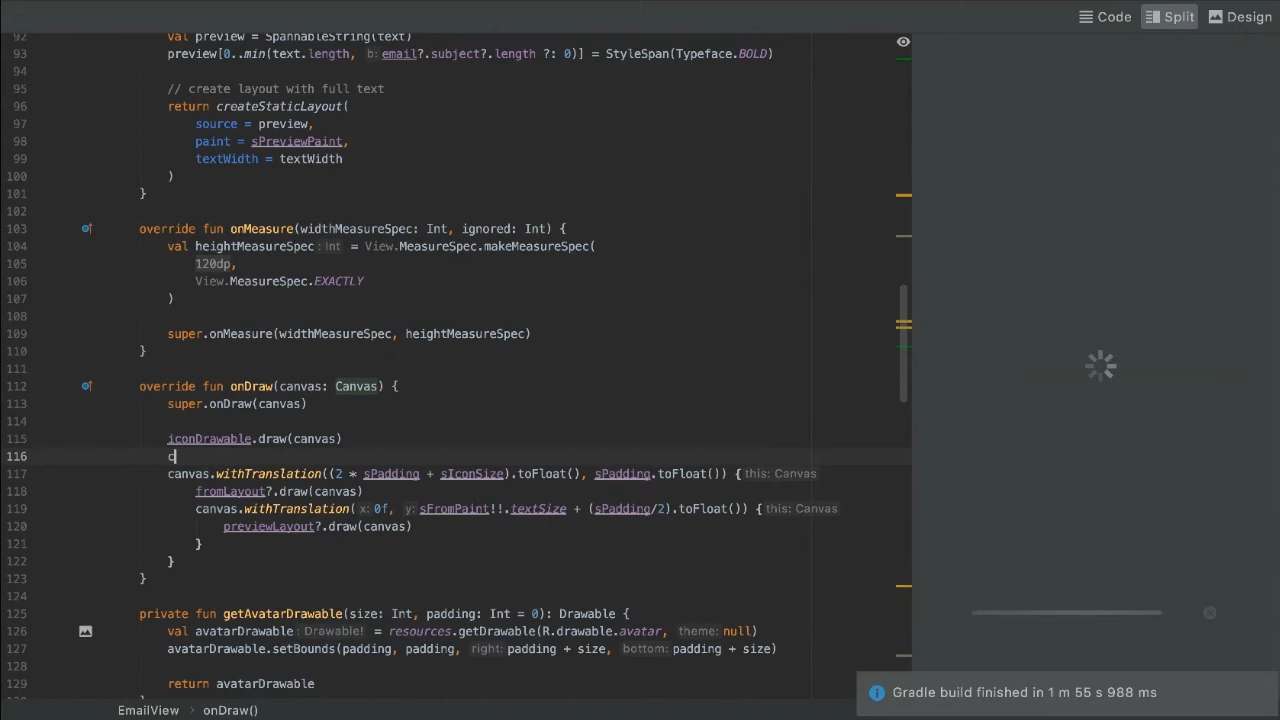 Code Split Design
92 val preview = SpannableString(text)
93 preview[0..min(text.length, b: email?.subject?.length ?: 0)] = StyleSpan(Typeface.BOLD)
94
95 // create layout with full text
96 return createStaticLayout(
97 source = preview,
98 paint = sPreviewPaint,
99 textWidth = textWidth
100 )
101 }
102
103 override fun onMeasure(widthMeasureSpec: Int, ignored: Int) {
104 val heightMeasureSpec : Int = View.MeasureSpec.makeMeasureSpec(
105 120dp,
106 View.MeasureSpec.EXACTLY
107 )
108
109 super.onMeasure(widthMeasureSpec, heightMeasureSpec)
110 }
111
112 override fun onDraw(canvas: Canvas) {
113 super.onDraw(canvas)
114
115 iconDrawable.draw(canvas)
116 c
117 canvas.withTranslation((2 * sPadding + sIconSize).toFloat(), sPadding.toFloat()) { this: Canvas
118 fromLayout?.draw(canvas)
119 canvas.withTranslation( x: 0f, y: sFromPaint!!.textSize + (sPadding/2).toFloat()) { this: Canvas
120 previewLayout?.draw(canvas)
121 }
122 }
123 }
124
125 private fun getAvatarDrawable(size: Int, padding: Int = 0): Drawable {
126 val avatarDrawable : Drawable! = resources.getDrawable(R.drawable.avatar, theme: null)
127 avatarDrawable.setBounds(padding, padding, right: padding + size, bottom: padding + size)
128
129 return avatarDrawable
Gradle build finished in 1 m 55 s 988 ms
EmailView › onDraw()